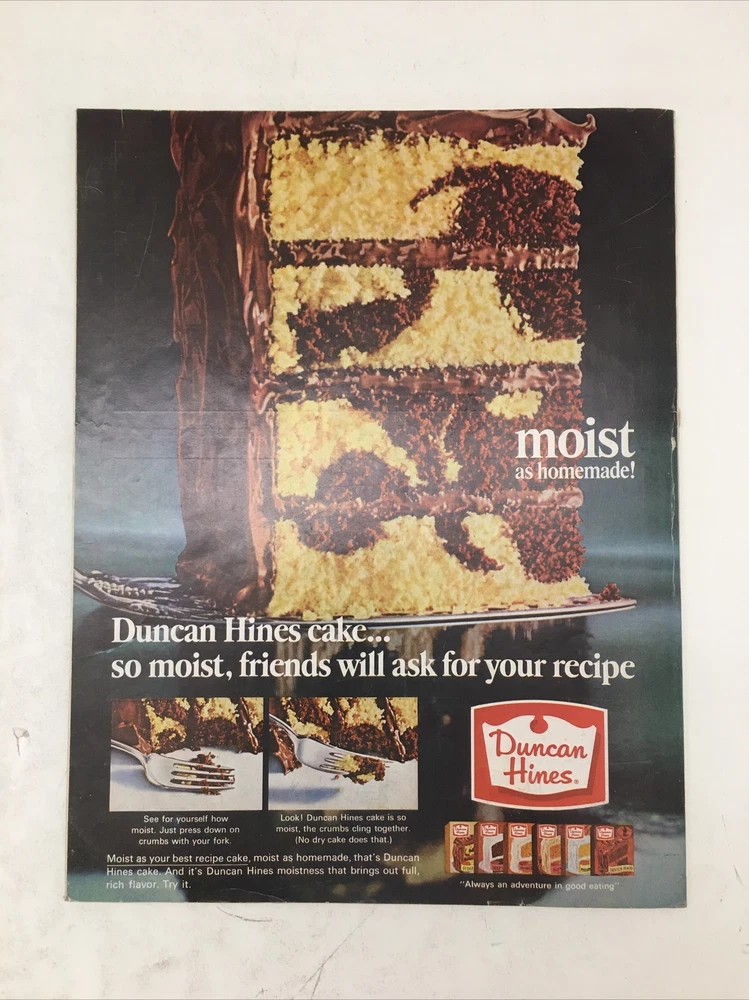 moist
as homemade!
Duncan Hines cake...
so moist, friends will ask for your recipe
See for yourself how
moist. Just press down on
crumbs with your fork.
Look! Duncan Hines cake is so
moist, the crumbs cling together.
(No dry cake does that.)
Moist as your best recipe cake, moist as homemade, that's Duncan
Hines cake. And it's Duncan Hines moistness that brings out full,
rich flavor. Try it.
Duncan
Hines®
"Always an adventure in good eating"